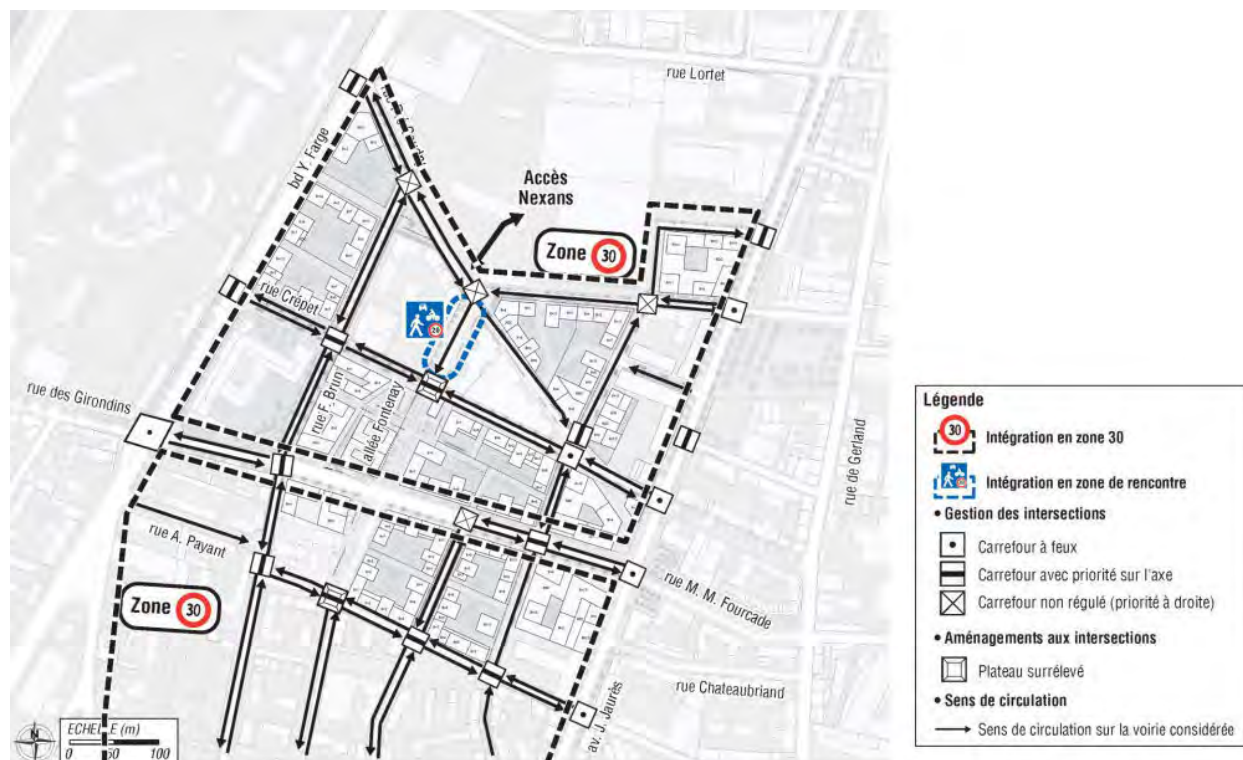 rue Lortet
bd Y. Farge
Accès
Nexans
Zone 30
20
rue Crépet
rue des Girondins
rue F. Brun
allée Fontenay
rue de Gerland
rue A. Payant
Zone 30
rue M. M. Fourcade
rue Chateaubriand
av. J. Jaurès
N
ECHELLE (m)
0 50 100
Légende
30 Intégration en zone 30
Intégration en zone de rencontre
• Gestion des intersections
Carrefour à feux
Carrefour avec priorité sur l'axe
Carrefour non régulé (priorité à droite)
• Aménagements aux intersections
Plateau surrélevé
• Sens de circulation
Sens de circulation sur la voirie considérée